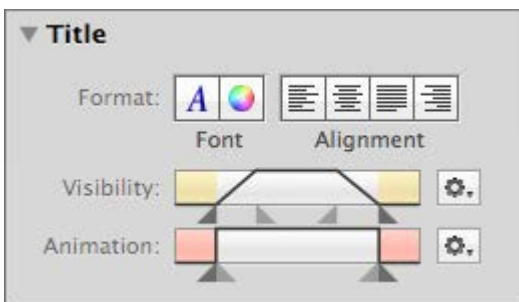 Title
Format:
Font Alignment
Visibility:
Animation: